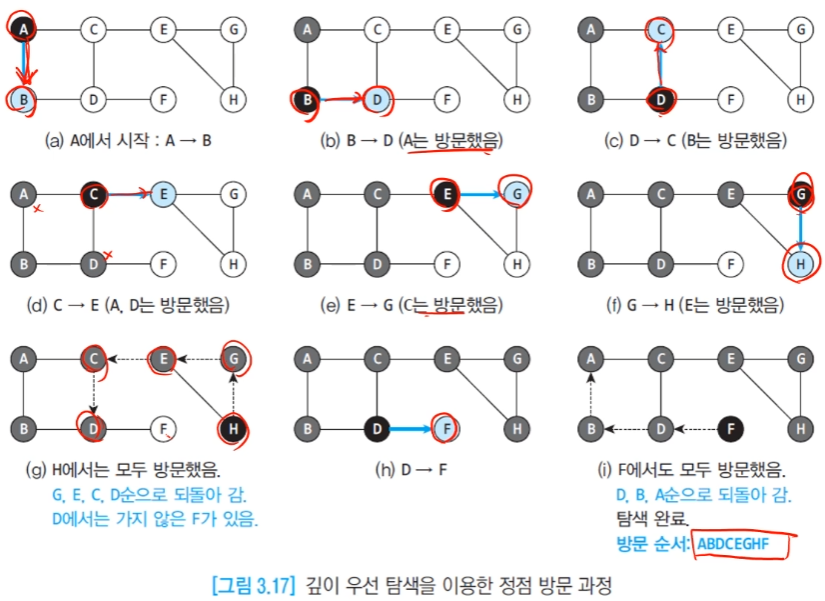 A C E G
B D F H
(a) A에서 시작 : A → B
A C E G
B D F H
(b) B → D (A는 방문했음)
A C E G
B D F H
(c) D → C (B는 방문했음)
A C E G
B D F H
(d) C → E (A, D는 방문했음)
A C E G
B D F H
(e) E → G (C는 방문했음)
A C E G
B D F H
(f) G → H (E는 방문했음)
A C E G
B D F H
(g) H에서는 모두 방문했음.
G, E, C, D순으로 되돌아 감.
D에서는 가지 않은 F가 있음.
A C E G
B D F H
(h) D → F
A C E G
B D F H
(i) F에서도 모두 방문했음.
D, B, A순으로 되돌아 감.
탐색 완료.
방문 순서: ABDCEGHF
[그림 3.17] 깊이 우선 탐색을 이용한 정점 방문 과정